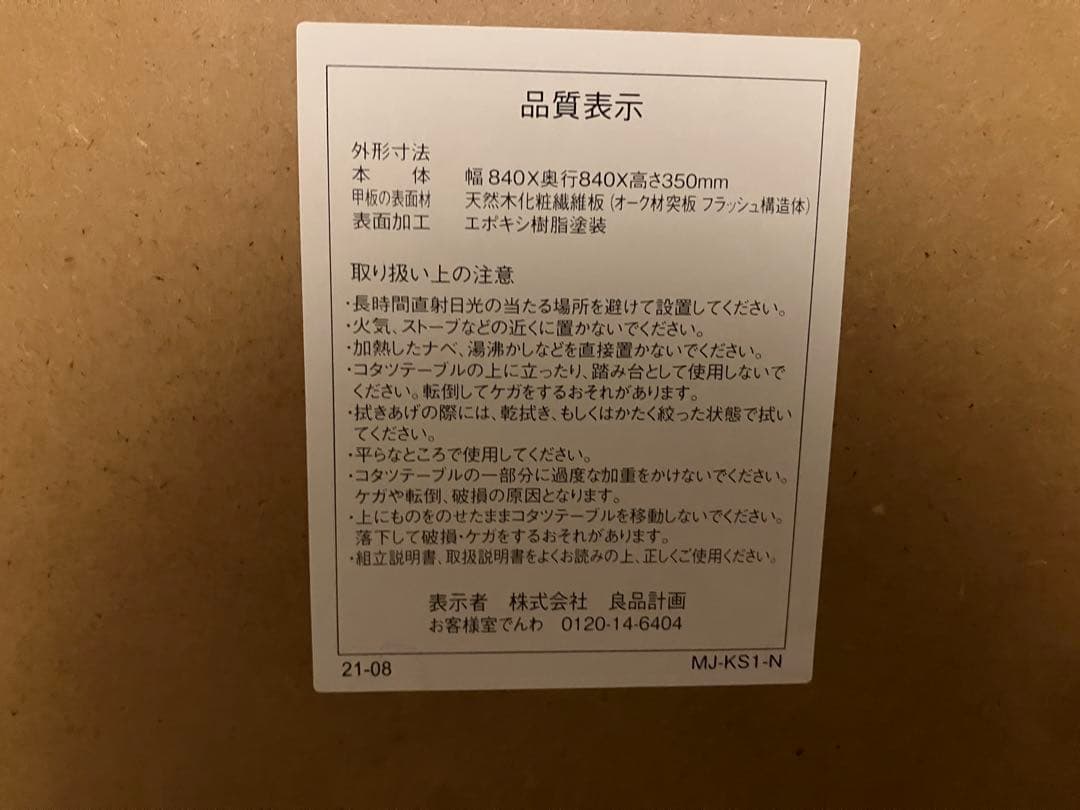 品質表示
外形寸法
本　　体　幅 840X奥行840X高さ350mm
甲板の表面材　天然木化粧繊維板 (オーク材突板 フラッシュ構造体)
表面加工　エポキシ樹脂塗装
取り扱い上の注意
・長時間直射日光の当たる場所を避けて設置してください。
・火気、ストーブなどの近くに置かないでください。
・加熱したナベ、湯沸かしなどを直接置かないでください。
・コタツテーブルの上に立ったり、踏み台として使用しないで
ください。転倒してケガをするおそれがあります。
・拭きあげの際には、乾拭き、もしくはかたく絞った状態で拭い
てください。
・平らなところで使用してください。
・コタツテーブルの一部分に過度な加重をかけないでください。
ケガや転倒、破損の原因となります。
・上にものをのせたままコタツテーブルを移動しないでください。
落下して破損・ケガをするおそれがあります。
・組立説明書、取扱説明書をよくお読みの上、正しくご使用ください。
表示者　株式会社　良品計画
お客様室でんわ　0120-14-6404
21-08　MJ-KS1-N